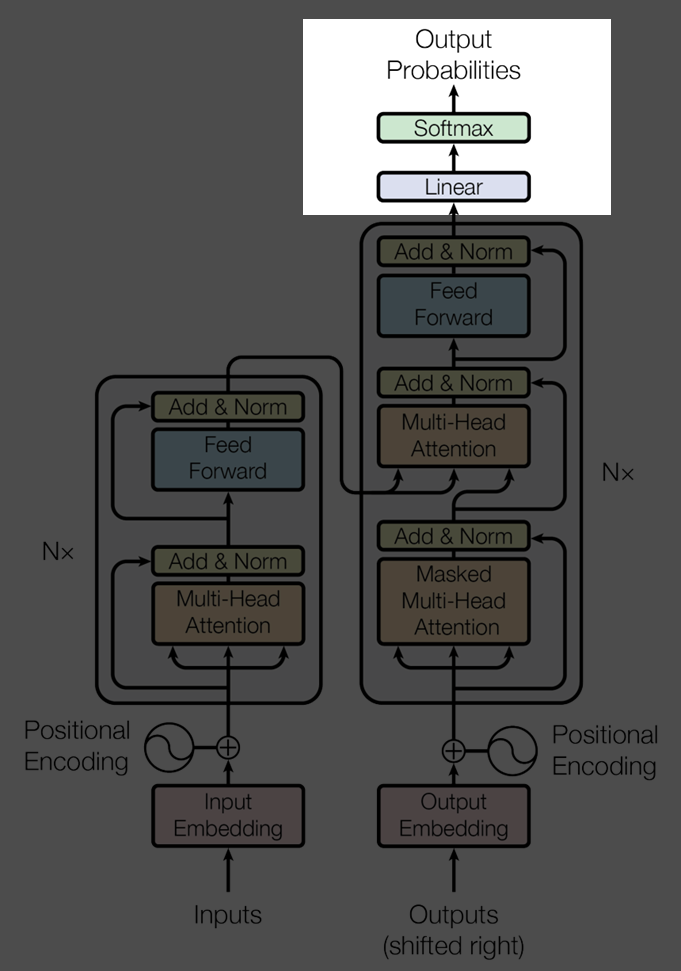 Output
Probabilities
Softmax
Linear
Add & Norm
Feed
Forward
Add & Norm
Multi-Head
Attention
Add & Norm
Masked
Multi-Head
Attention
Nx
Positional
Encoding
Output
Embedding
Outputs
(shifted right)
Add & Norm
Feed
Forward
Add & Norm
Multi-Head
Attention
Nx
Positional
Encoding
Input
Embedding
Inputs